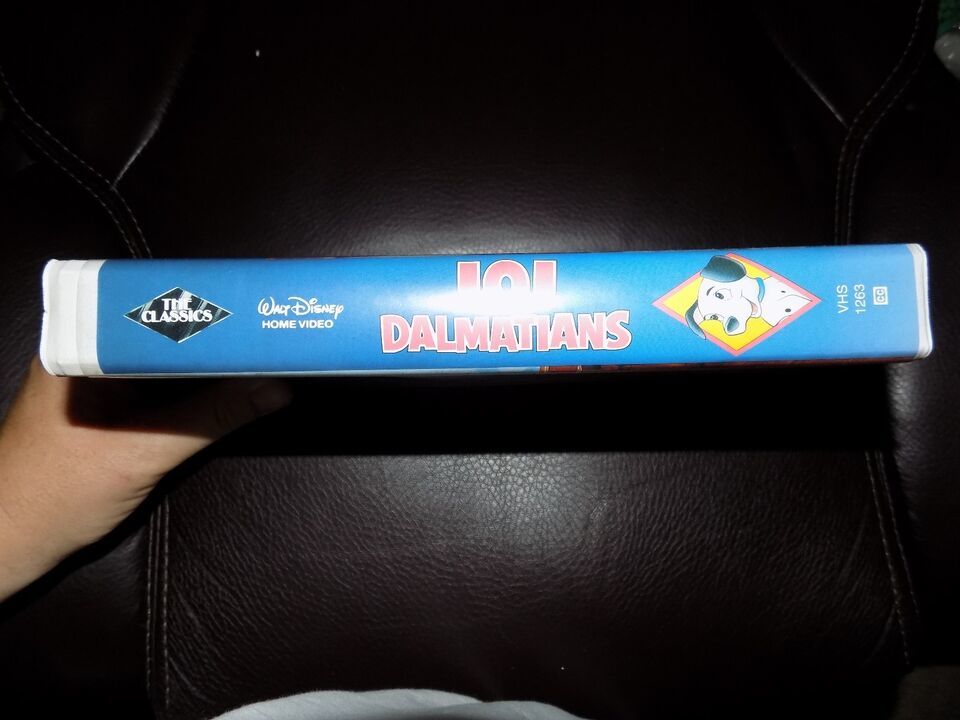 THE
CLASSICS
WALT DISNEY
HOME VIDEO
101
DALMATIANS
VHS
1263
CC